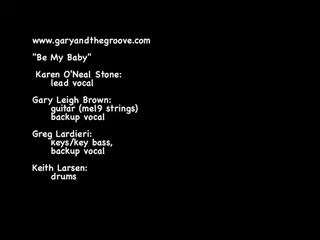 www.garyandthegroove.com
"Be My Baby"
Karen O'Neal Stone:
lead vocal
Gary Leigh Brown:
guitar (mel9 strings)
backup vocal
Greg Lardieri:
keys/key bass,
backup vocal
Keith Larsen:
drums